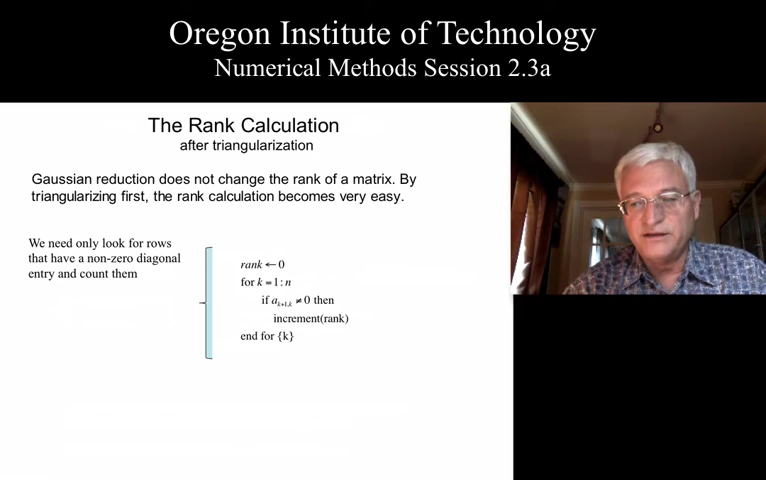 Oregon Institute of Technology
Numerical Methods Session 2.3a
The Rank Calculation
after triangularization
Gaussian reduction does not change the rank of a matrix. By
triangularizing first, the rank calculation becomes very easy.
We need only look for rows
that have a non-zero diagonal
entry and count them
rank ← 0
for k = 1 : n
if a_{k+1,k} ≠ 0 then
increment(rank)
end for {k}